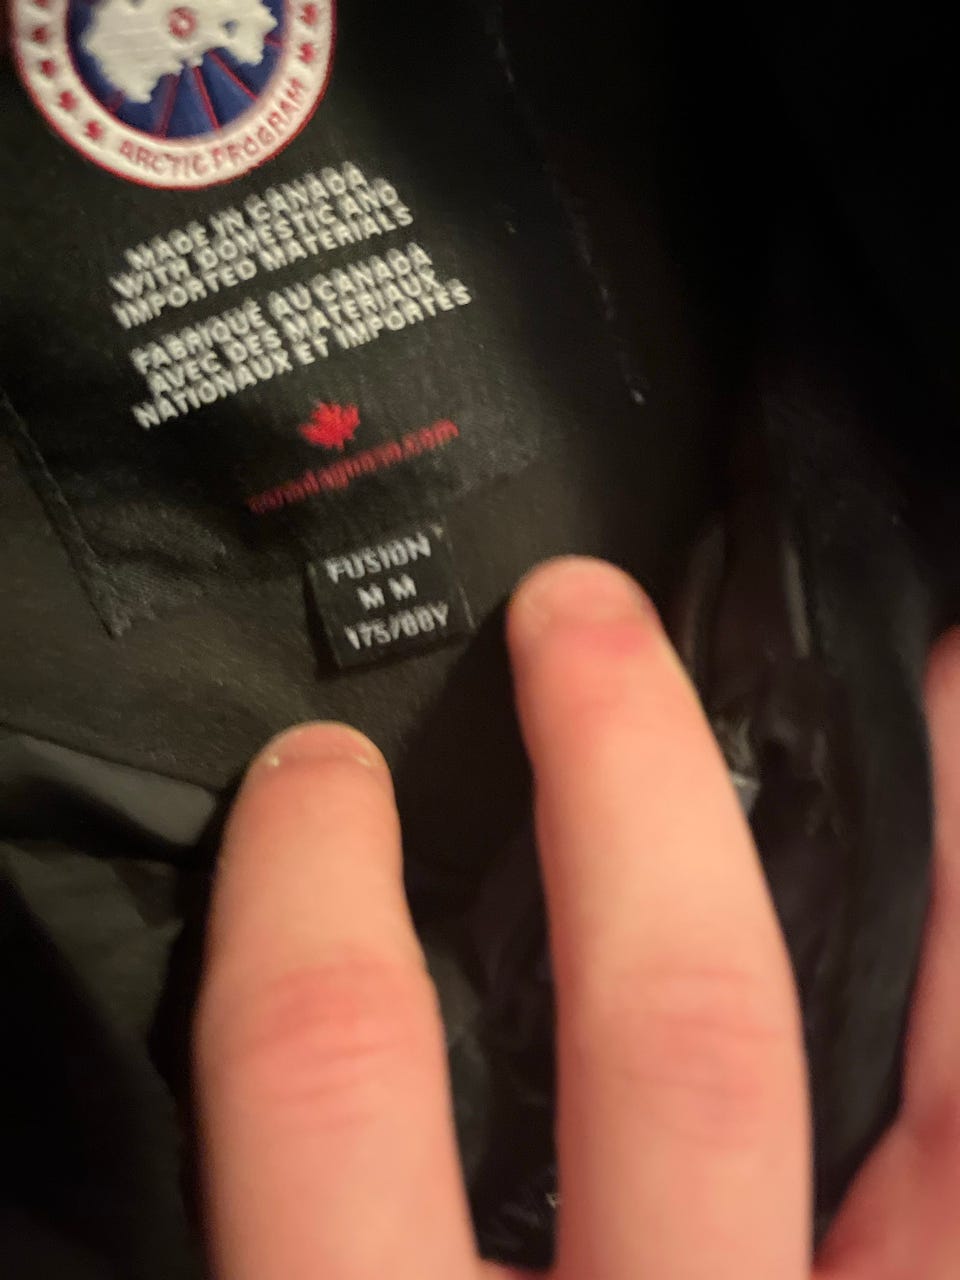 ARCTIC PROGRAM
MADE IN CANADA
WITH DOMESTIC AND
IMPORTED MATERIALS
FABRIQUÉ AU CANADA
AVEC DES MATÉRIAUX
NATIONAUX ET IMPORTÉS
FUSION
M M